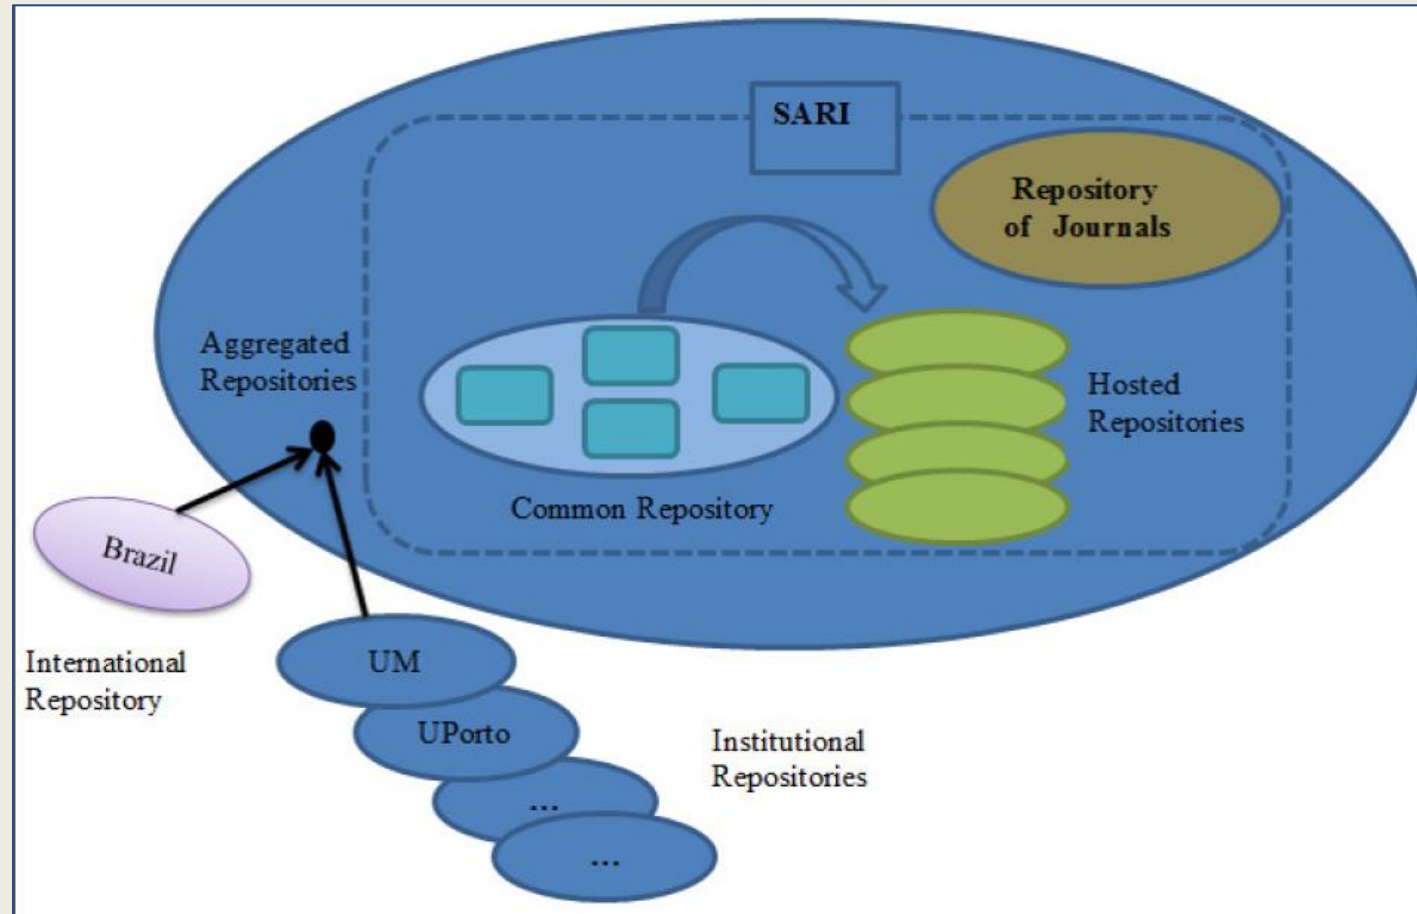 SARI
Repository
of Journals
Aggregated
Repositories
Hosted
Repositories
Common Repository
Brazil
International
Repository
UM
UPorto
Institutional
Repositories
...
...